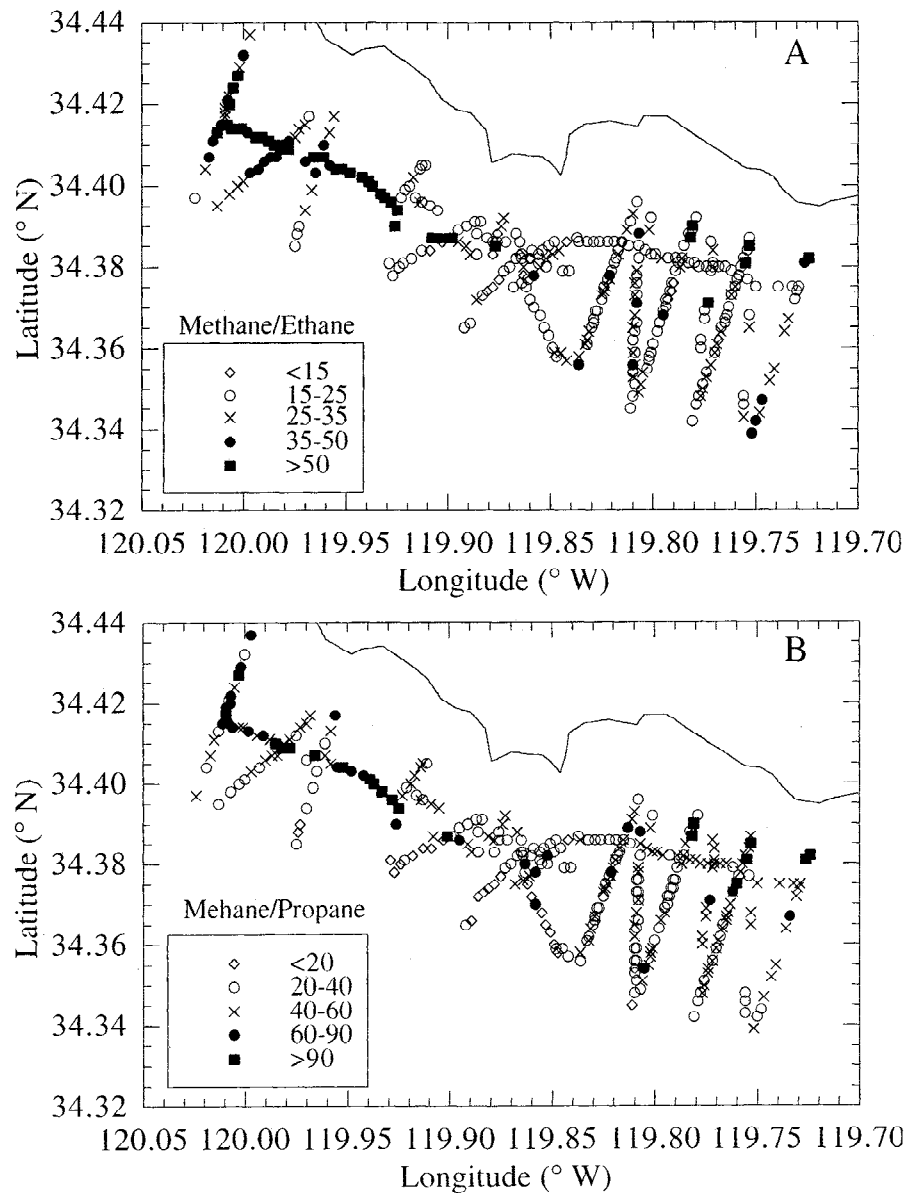 A
34.44
34.42
34.40
34.38
34.36
34.34
34.32
Latitude (° N)
Methane/Ethane
<15
15-25
25-35
35-50
>50
120.05 120.00 119.95 119.90 119.85 119.80 119.75 119.70
Longitude (° W)
B
34.44
34.42
34.40
34.38
34.36
34.34
34.32
Latitude (° N)
Mehane/Propane
<20
20-40
40-60
60-90
>90
120.05 120.00 119.95 119.90 119.85 119.80 119.75 119.70
Longitude (° W)